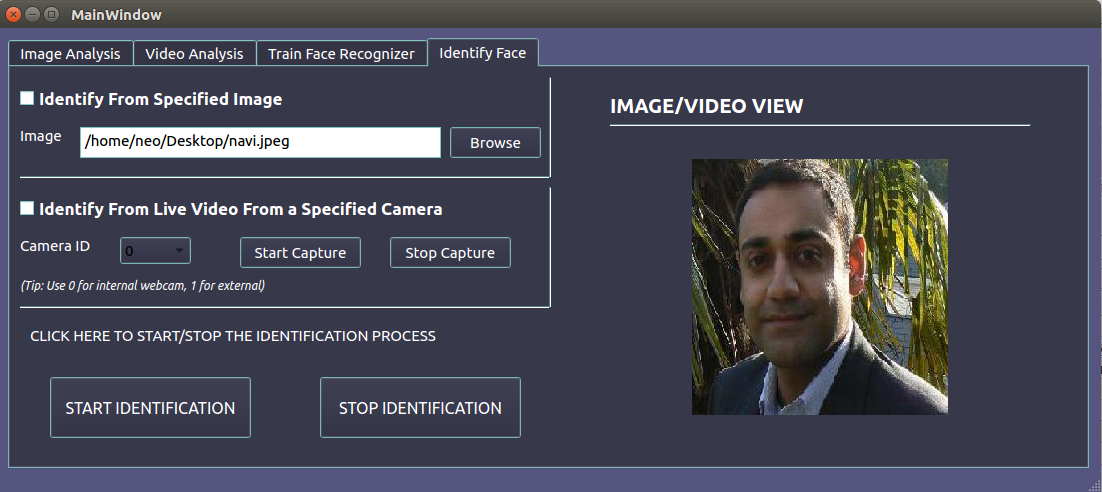 MainWindow
Image Analysis
Video Analysis
Train Face Recognizer
Identify Face
Identify From Specified Image
Image
/home/neo/Desktop/navi.jpeg
Browse
Identify From Live Video From a Specified Camera
Camera ID
0
Start Capture
Stop Capture
(Tip: Use 0 for internal webcam, 1 for external)
CLICK HERE TO START/STOP THE IDENTIFICATION PROCESS
START IDENTIFICATION
STOP IDENTIFICATION
IMAGE/VIDEO VIEW